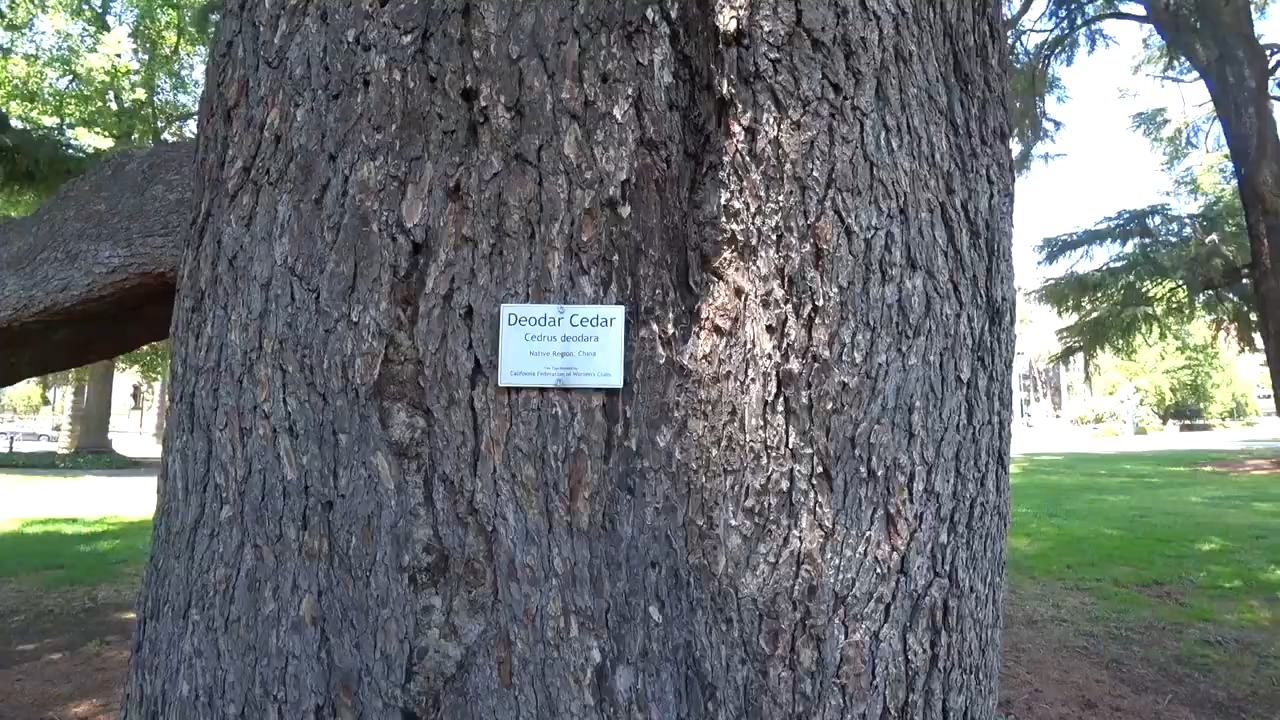 Deodar Cedar
Cedrus deodara
Native Region: China
California Federation of Women's Clubs